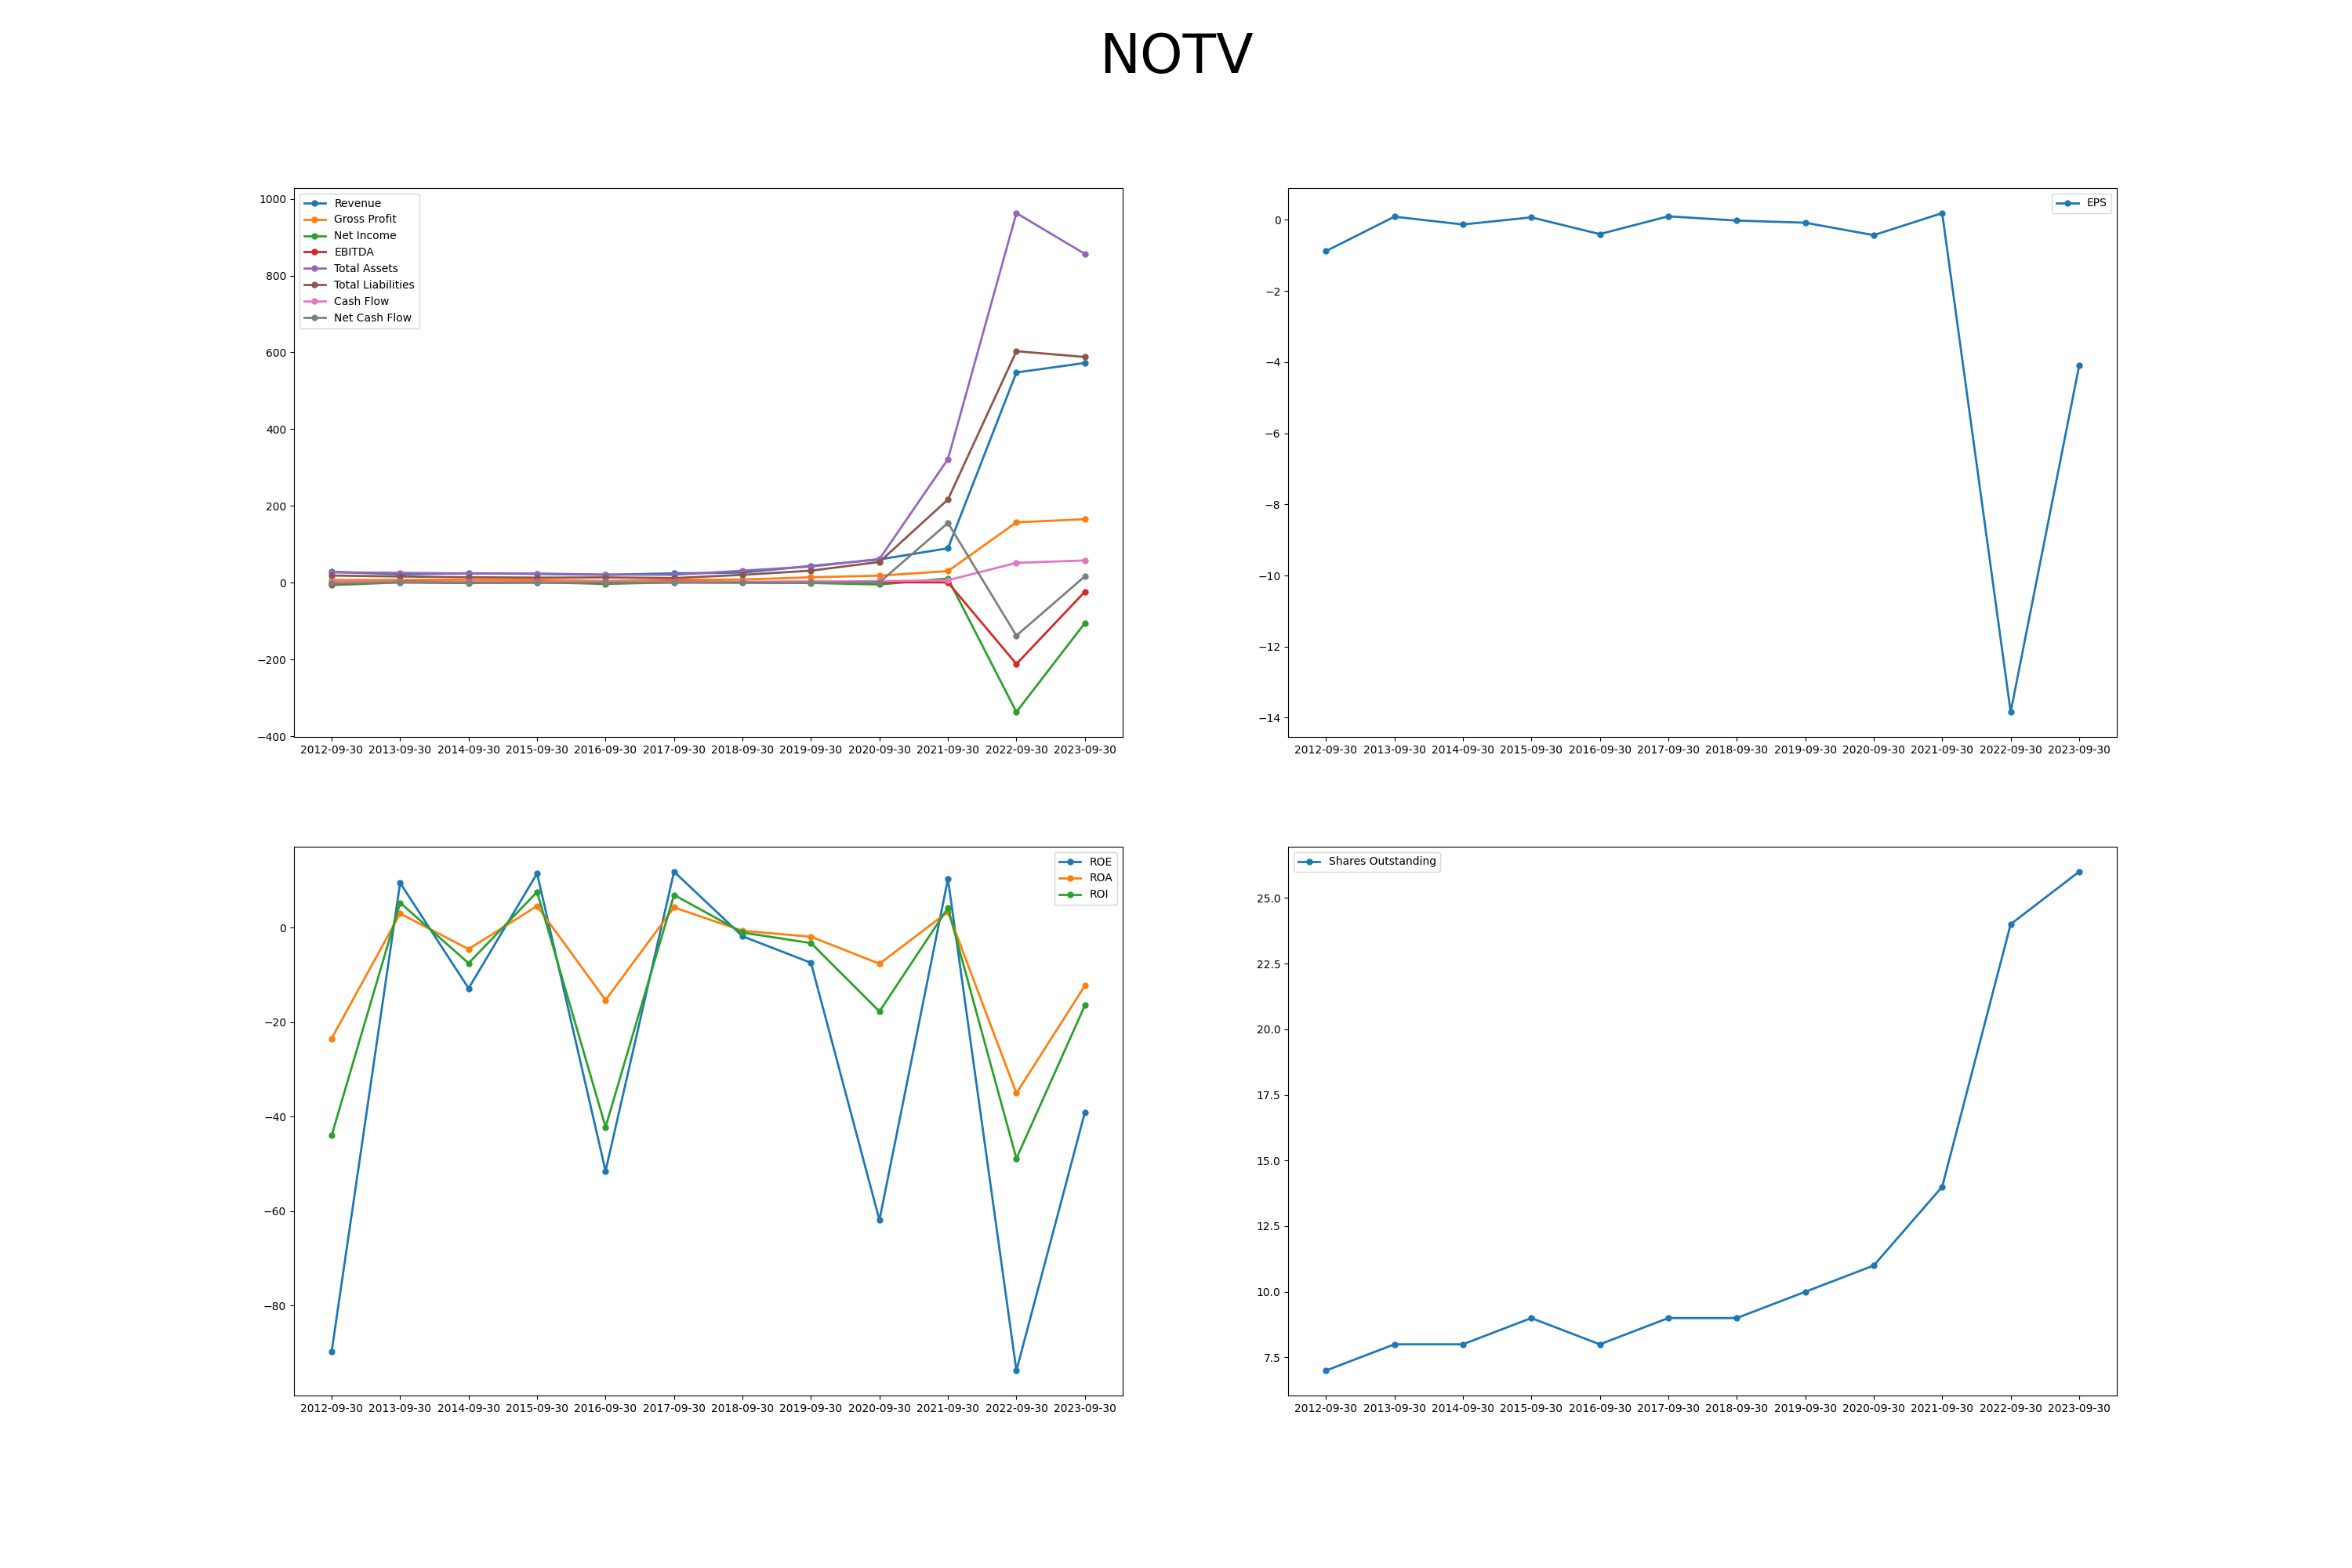 NOTV
1000
800
600
400
200
0
−200
−400
Revenue
Gross Profit
Net Income
EBITDA
Total Assets
Total Liabilities
Cash Flow
Net Cash Flow
2012-09-30 2013-09-30 2014-09-30 2015-09-30 2016-09-30 2017-09-30 2018-09-30 2019-09-30 2020-09-30 2021-09-30 2022-09-30 2023-09-30
0
−2
−4
−6
−8
−10
−12
−14
EPS
2012-09-30 2013-09-30 2014-09-30 2015-09-30 2016-09-30 2017-09-30 2018-09-30 2019-09-30 2020-09-30 2021-09-30 2022-09-30 2023-09-30
0
−20
−40
−60
−80
ROE
ROA
ROI
2012-09-30 2013-09-30 2014-09-30 2015-09-30 2016-09-30 2017-09-30 2018-09-30 2019-09-30 2020-09-30 2021-09-30 2022-09-30 2023-09-30
25.0
22.5
20.0
17.5
15.0
12.5
10.0
7.5
Shares Outstanding
2012-09-30 2013-09-30 2014-09-30 2015-09-30 2016-09-30 2017-09-30 2018-09-30 2019-09-30 2020-09-30 2021-09-30 2022-09-30 2023-09-30